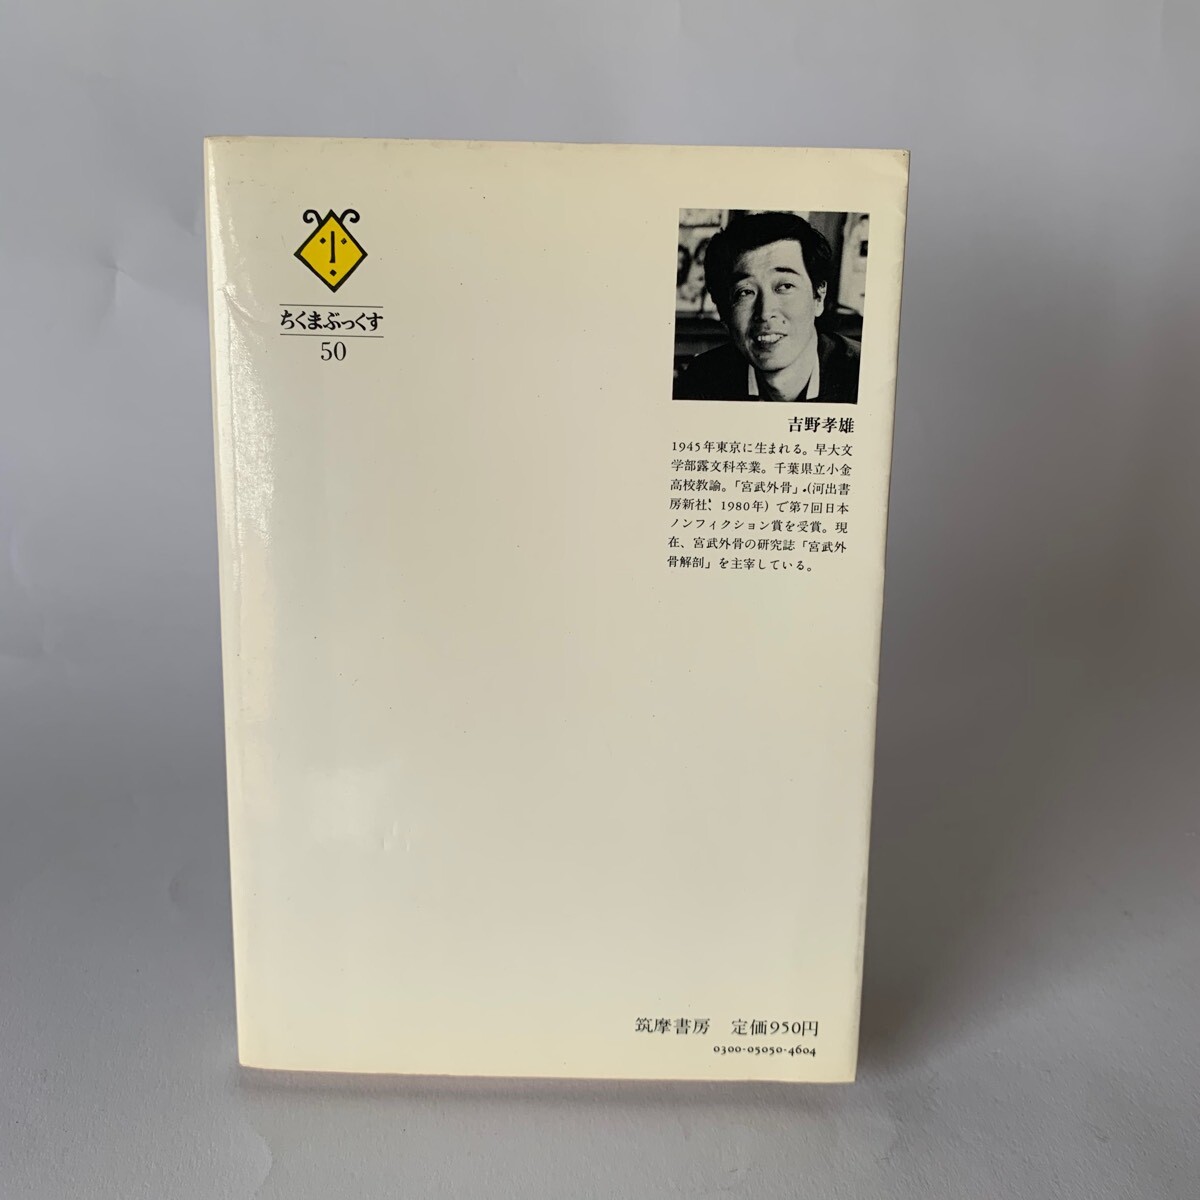 ちくまぶっくす
50
吉野孝雄
1945年東京に生まれる。早大文
学部露文科卒業。千葉県立小金
高校教諭。「宮武外骨」(河出書
房新社、1980年)で第7回日本
ノンフィクション賞を受賞。現
在、宮武外骨の研究誌「宮武外
骨解剖」を主宰している。
筑摩書房　定価950円
0300-05050-4604